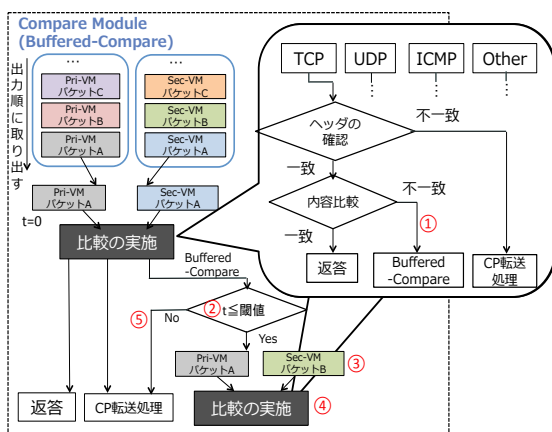 Compare Module
(Buffered-Compare)
出力順に取り出す
…
Pri-VM
パケットC
Pri-VM
パケットB
Pri-VM
パケットA
…
Sec-VM
パケットC
Sec-VM
パケットB
Sec-VM
パケットA
Pri-VM
パケットA
Sec-VM
パケットA
t=0
比較の実施
Buffered
-Compare
⑤
No
②
t≦閾値
Yes
Pri-VM
パケットA
Sec-VM
パケットB
③
返答
CP転送処理
比較の実施
④
TCP
UDP
ICMP
Other
ヘッダの
確認
不一致
一致
内容比較
不一致
①
一致
返答
Buffered
-Compare
CP転送
処理